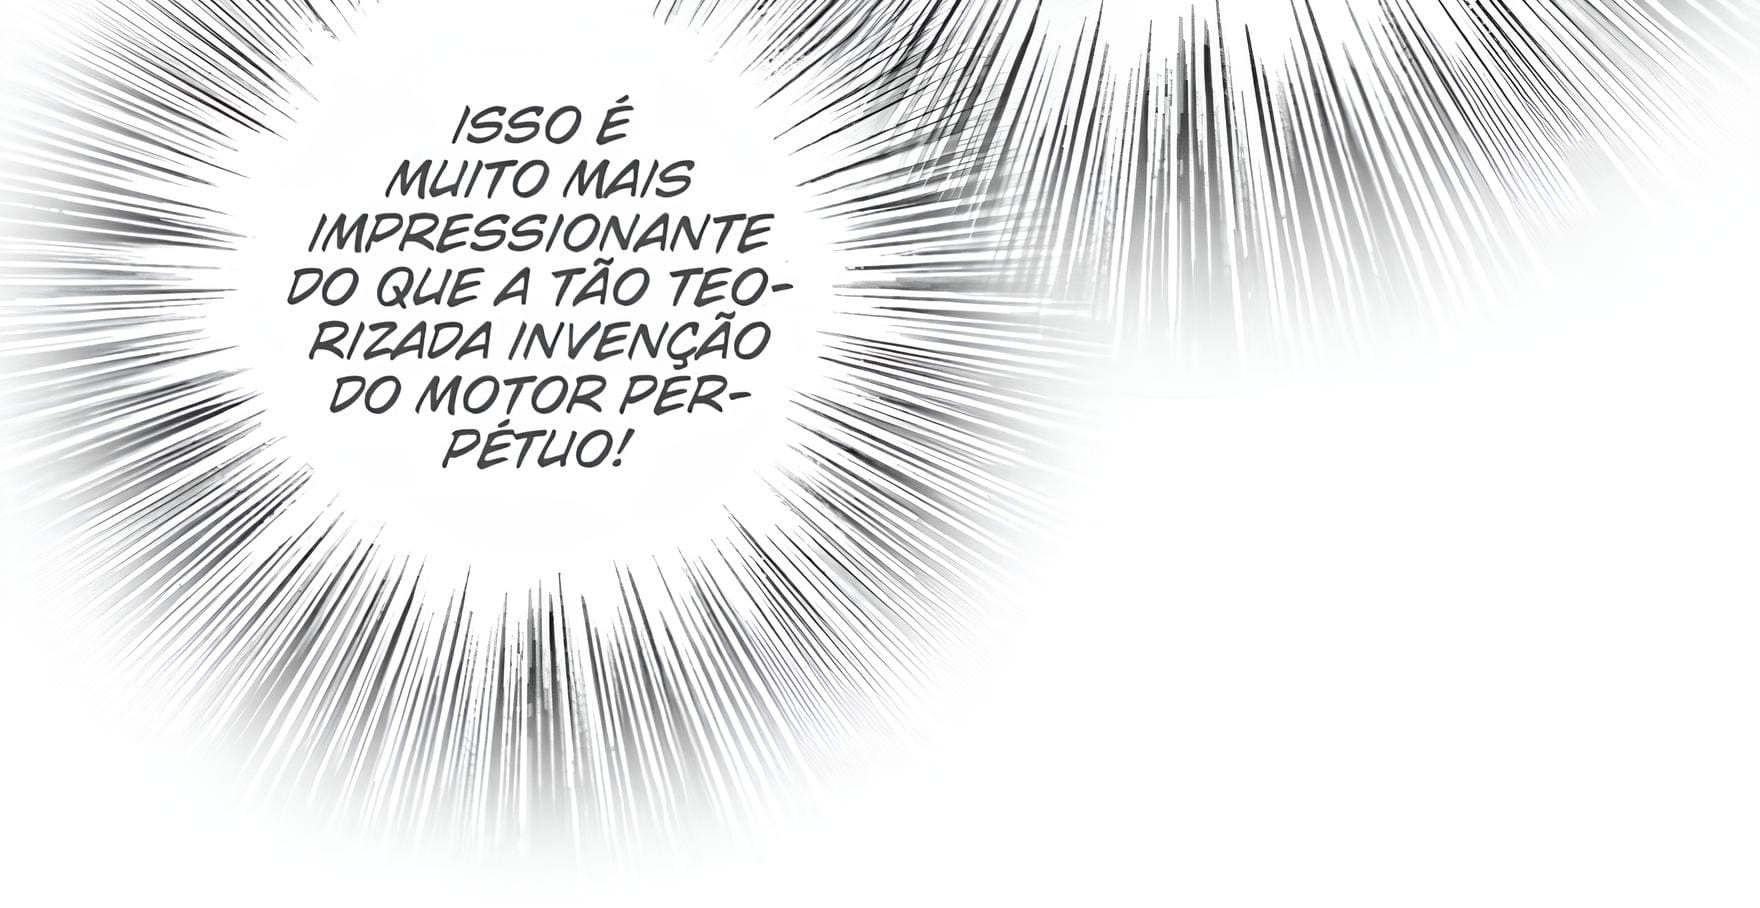 ISSO É
MUITO MAIS
IMPRESSIONANTE
DO QUE A TÃO TEO-
RIZADA INVENÇÃO
DO MOTOR PER-
PÉTUO!